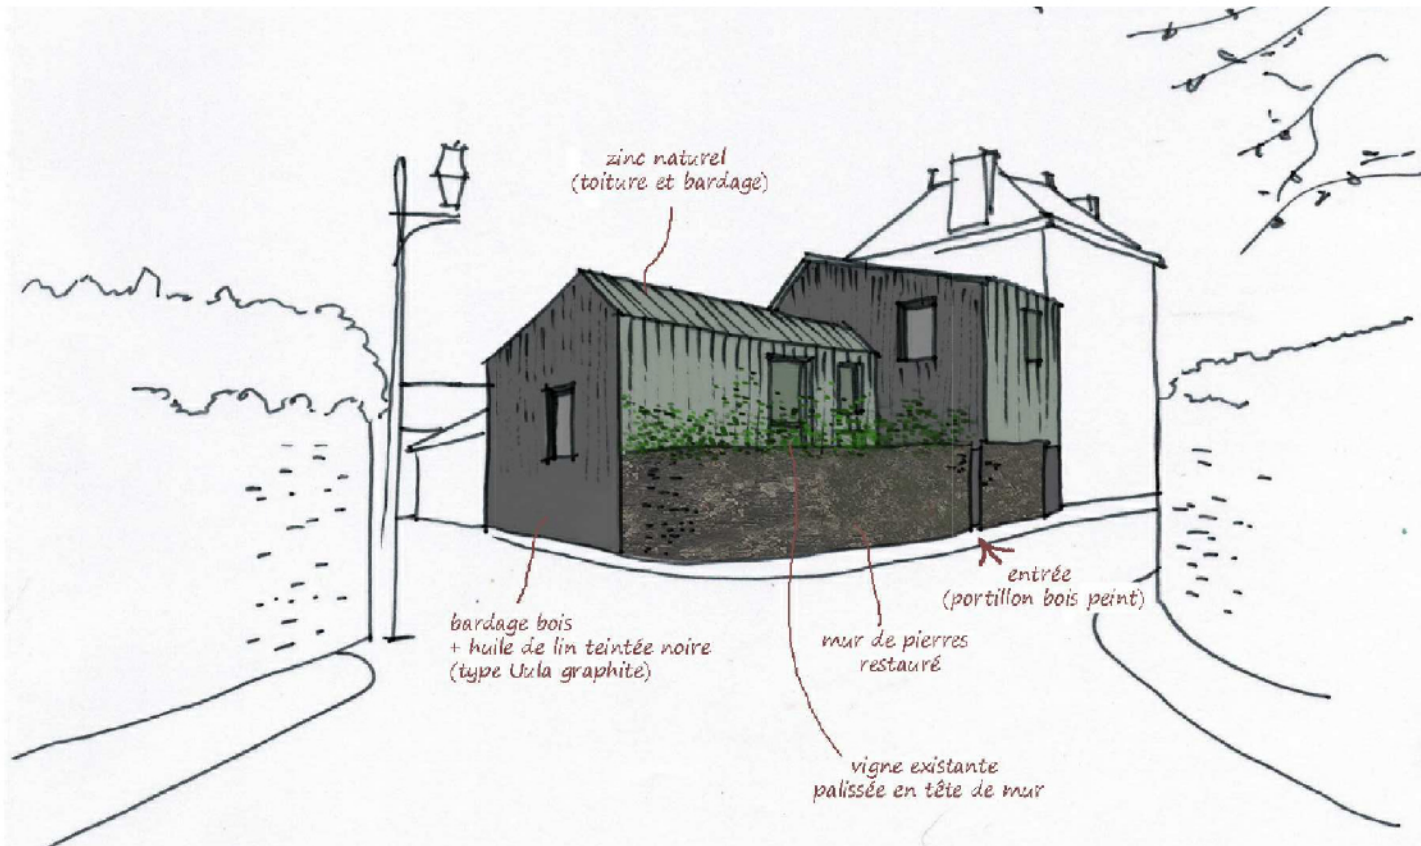 zinc naturel
(toiture et bardage)
entrée
(portillon bois peint)
bardage bois
+ huile de lin teintée noire
(type Uula graphite)
mur de pierres
restauré
vigne existante
palissée en tête de mur